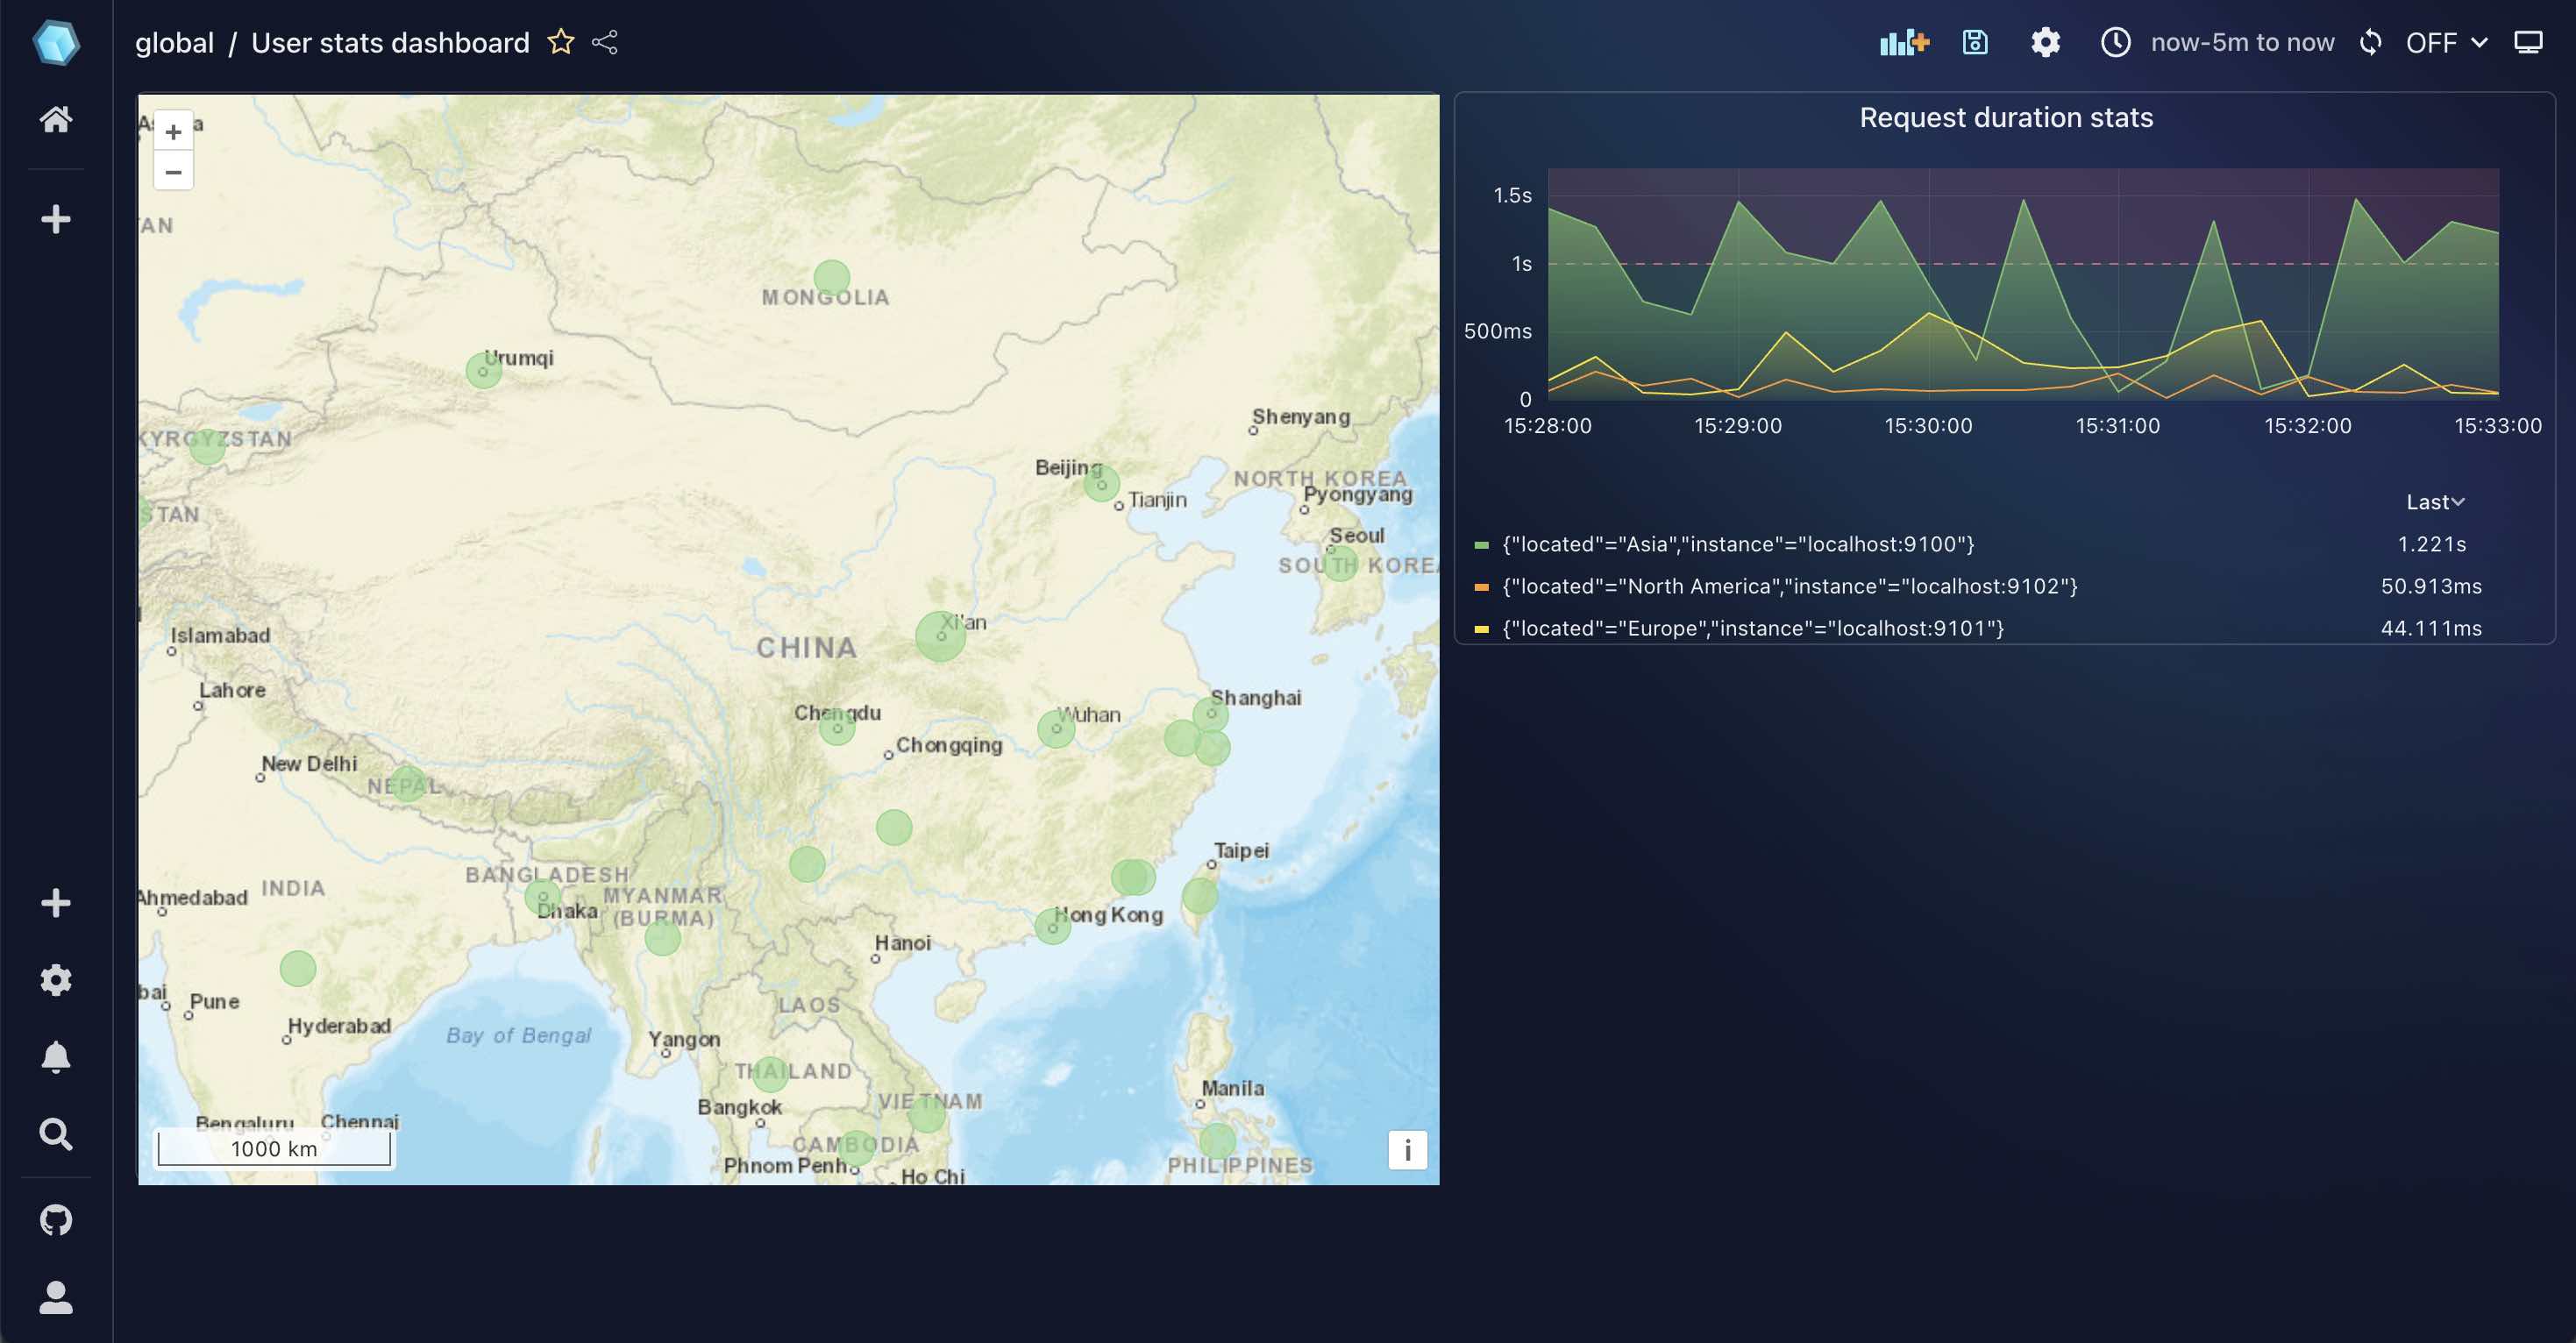 global / User stats dashboard
now-5m to now
OFF
+
−
TAN
MONGOLIA
Urumqi
KYRGYZSTAN
Shenyang
Beijing
Tianjin
NORTH KOREA
Pyongyang
STAN
Seoul
SOUTH KOREA
Xi'an
CHINA
Islamabad
Lahore
Shanghai
Chengdu
Wuhan
Chongqing
New Delhi
NEPAL
Taipei
BANGLADESH
INDIA
MYANMAR
(BURMA)
Ahmedabad
Dhaka
Hong Kong
Hanoi
bai
Pune
LAOS
Hyderabad
Bay of Bengal
Yangon
THAILAND
Manila
Bangkok
VIETNAM
Bengaluru
Chennai
CAMBODIA
1000 km
i
Phnom Penh
PHILIPPINES
Ho Chi
Request duration stats
1.5s
1s
500ms
0
15:28:00 15:29:00 15:30:00 15:31:00 15:32:00 15:33:00
Last
{"located"="Asia","instance"="localhost:9100"} 1.221s
{"located"="North America","instance"="localhost:9102"} 50.913ms
{"located"="Europe","instance"="localhost:9101"} 44.111ms